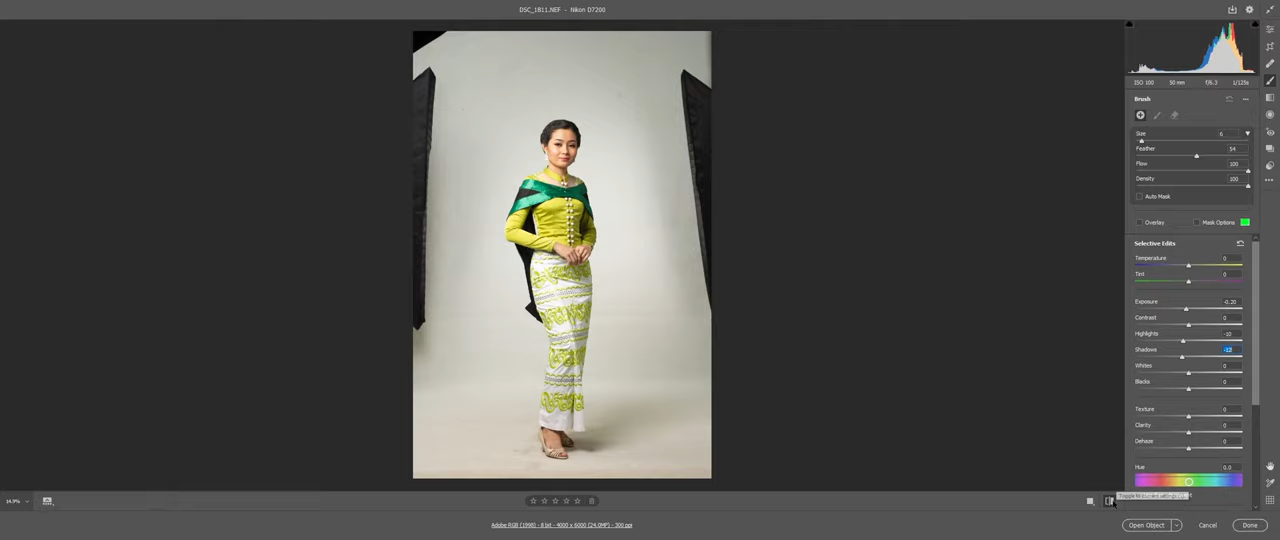 DSC_1811.NEF - Nikon D7200
ISO 100 50 mm f/6.3 1/125s
Brush
Size 6
Feather 54
Flow 100
Density 100
Auto Mask
Overlay Mask Options
Selective Edits
Temperature 0
Tint 0
Exposure -0.20
Contrast 0
Highlights -10
Shadows -12
Whites 0
Blacks 0
Texture 0
Clarity 0
Dehaze 0
Hue 0.0
14.9%
Adobe RGB (1998) - 8 bit - 4000 x 6000 (24.0MP) - 300 ppi
Open Object Cancel Done